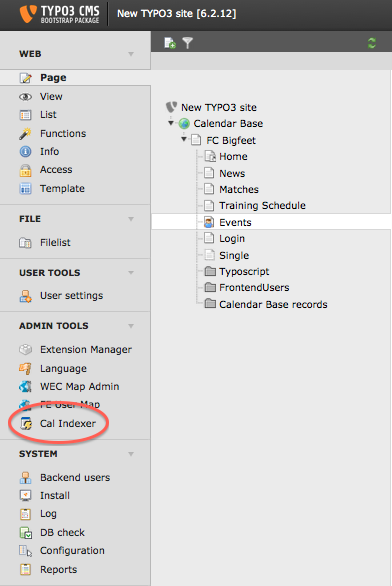 TYPO3 CMS
BOOTSTRAP PACKAGE
New TYPO3 site [6.2.12]
WEB
Page
View
List
Functions
Info
Access
Template
FILE
Filelist
USER TOOLS
User settings
ADMIN TOOLS
Extension Manager
Language
WEC Map Admin
FE User Map
Cal Indexer
SYSTEM
Backend users
Install
Log
DB check
Configuration
Reports
New TYPO3 site
Calendar Base
FC Bigfeet
Home
News
Matches
Training Schedule
Events
Login
Single
Typoscript
FrontendUsers
Calendar Base records